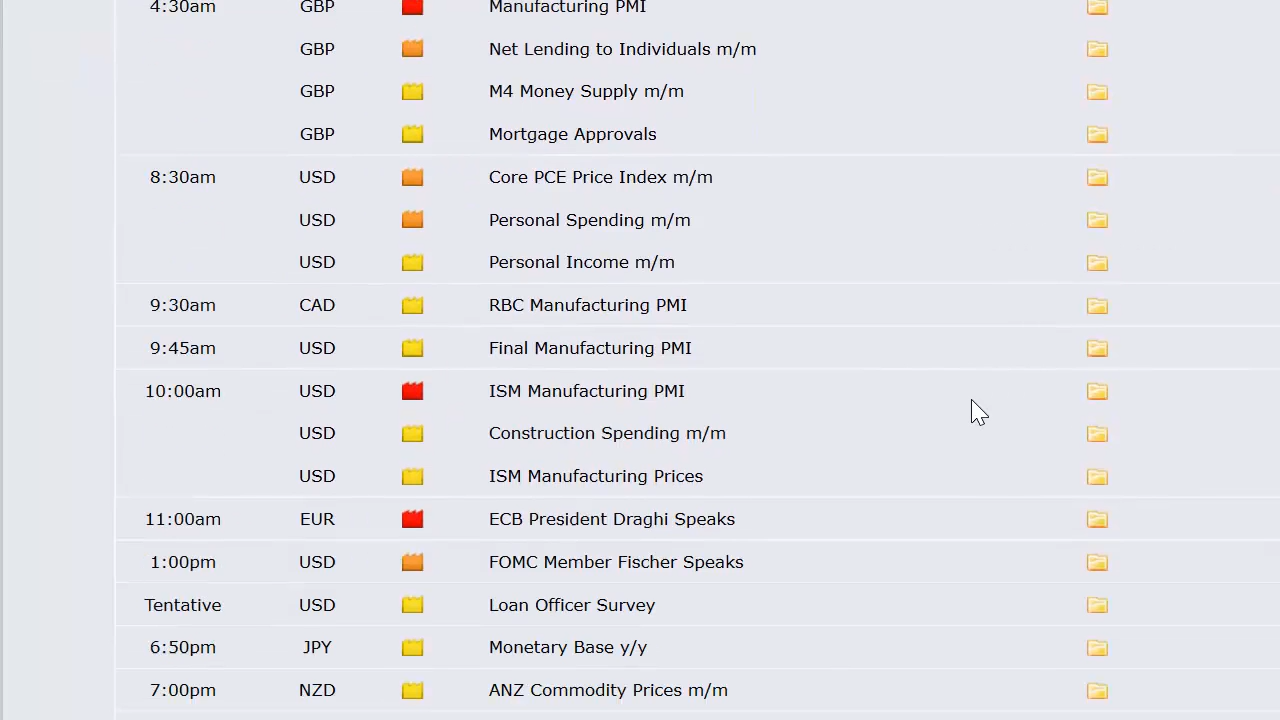 4:30am GBP Manufacturing PMI
GBP Net Lending to Individuals m/m
GBP M4 Money Supply m/m
GBP Mortgage Approvals
8:30am USD Core PCE Price Index m/m
USD Personal Spending m/m
USD Personal Income m/m
9:30am CAD RBC Manufacturing PMI
9:45am USD Final Manufacturing PMI
10:00am USD ISM Manufacturing PMI
USD Construction Spending m/m
USD ISM Manufacturing Prices
11:00am EUR ECB President Draghi Speaks
1:00pm USD FOMC Member Fischer Speaks
Tentative USD Loan Officer Survey
6:50pm JPY Monetary Base y/y
7:00pm NZD ANZ Commodity Prices m/m